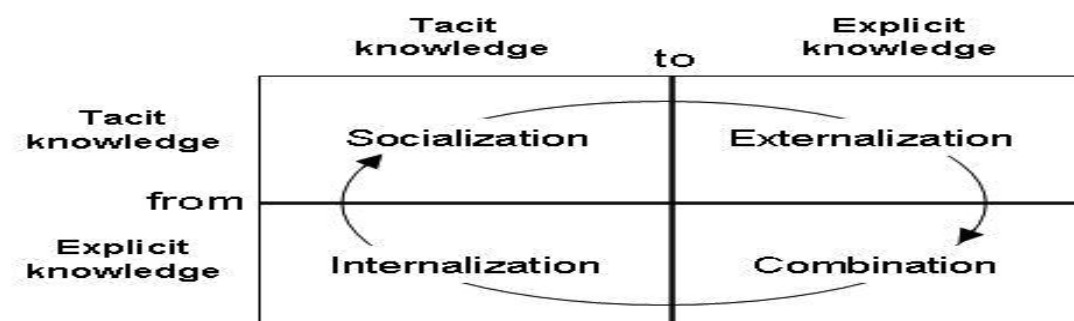 Tacit
knowledge
Explicit
knowledge
to
Tacit
knowledge
Socialization
Externalization
from
Explicit
knowledge
Internalization
Combination